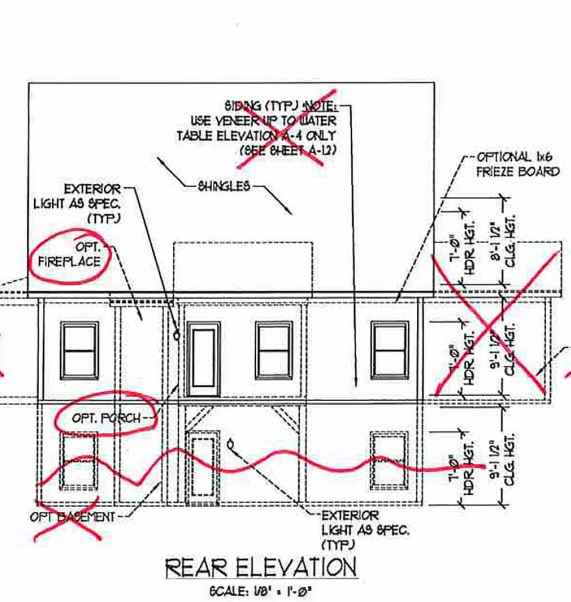 SIDING (TYP.) NOTE:
USE VENEER UP TO WATER
TABLE ELEVATION A-4 ONLY
(SEE SHEET A-12)
OPTIONAL 1x6
FRIEZE BOARD
EXTERIOR
LIGHT AS SPEC.
(TYP.)
SHINGLES
OPT.
FIREPLACE
7'-0"
HDR HGT.
8'-1 1/2"
CLG. HGT.
7'-0"
HDR HGT.
9'-1 1/2"
CLG. HGT.
OPT. PORCH
7'-0"
HDR HGT.
9'-1 1/2"
CLG. HGT.
OPT BASEMENT
EXTERIOR
LIGHT AS SPEC.
(TYP.)
REAR ELEVATION
SCALE: 1/8" = 1'-0"